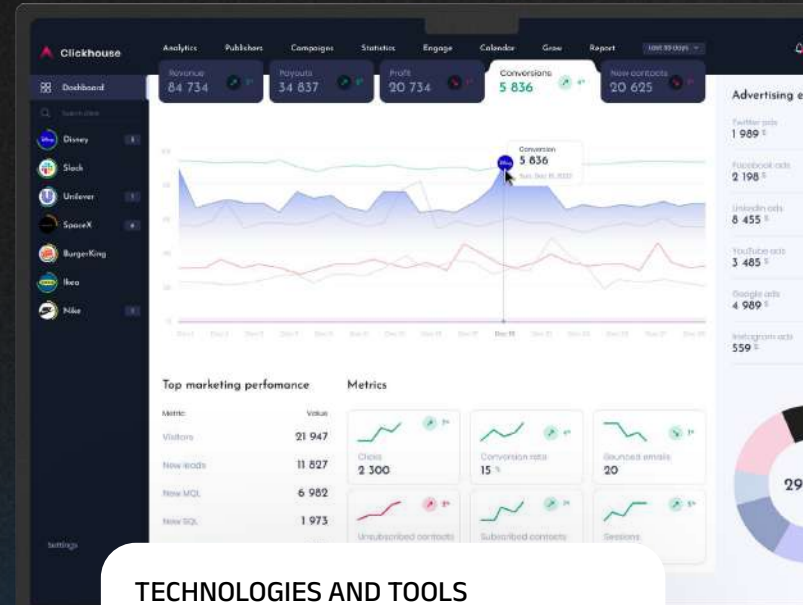 Clickhouse
Analytics Publishers Campaigns Statistics Engage Calendar Grow Report Last 30 days
Dashboard
Revenue
84 734
Payouts
34 837
Profit
20 734
Conversions
5 836
New contacts
20 625
Disney
Slack
Unilever
SpaceX
BurgerKing
Ikea
Nike
Settings
Conversion
5 836
Advertising e
Twitter ads
1 989 $
Facebook ads
2 198 $
LinkedIn ads
8 455 $
YouTube ads
3 485 $
Google ads
4 989 $
Instagram ads
559 $
29
Top marketing perfomance
Metric Value
Visitors 21 947
New leads 11 827
New MQL 6 982
New SQL 1 973
Metrics
Clicks
2 300
Conversion rate
15 %
Bounced emails
20
Unsubscribed contacts
Subscribed contacts
Sessions
TECHNOLOGIES AND TOOLS